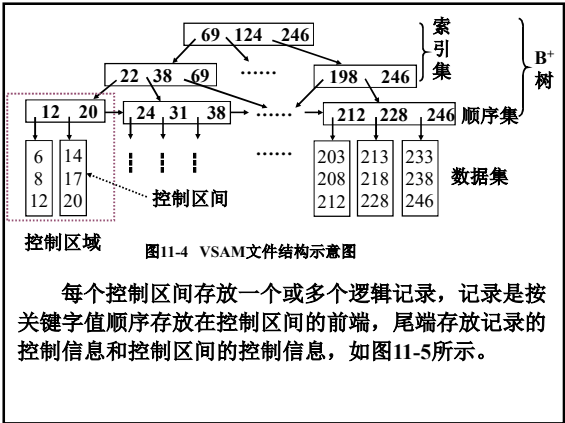 69 124 246
索引集
B+树
22 38 69
……
198 246
12 20
24 31 38
……
212 228 246
顺序集
6
8
12
14
17
20
……
203
208
212
213
218
228
233
238
246
数据集
控制区间
控制区域
图11-4 VSAM文件结构示意图
每个控制区间存放一个或多个逻辑记录，记录是按
关键字值顺序存放在控制区间的前端，尾端存放记录的
控制信息和控制区间的控制信息，如图11-5所示。